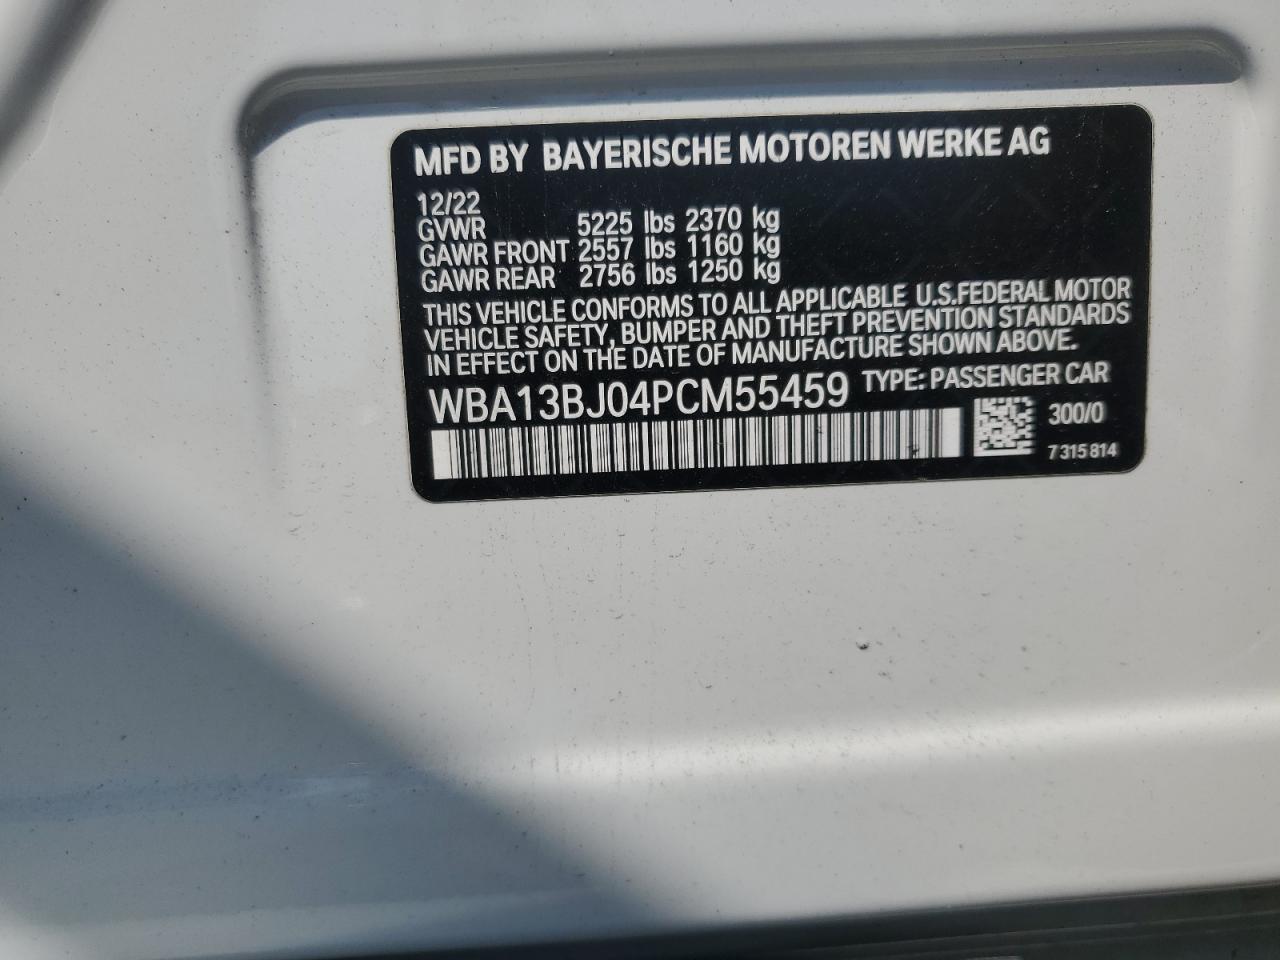 MFD BY BAYERISCHE MOTOREN WERKE AG
12/22
GVWR 5225 lbs 2370 kg
GAWR FRONT 2557 lbs 1160 kg
GAWR REAR 2756 lbs 1250 kg
THIS VEHICLE CONFORMS TO ALL APPLICABLE U.S.FEDERAL MOTOR
VEHICLE SAFETY, BUMPER AND THEFT PREVENTION STANDARDS
IN EFFECT ON THE DATE OF MANUFACTURE SHOWN ABOVE.
WBA13BJ04PCM55459 TYPE: PASSENGER CAR
300/0
7 315 814